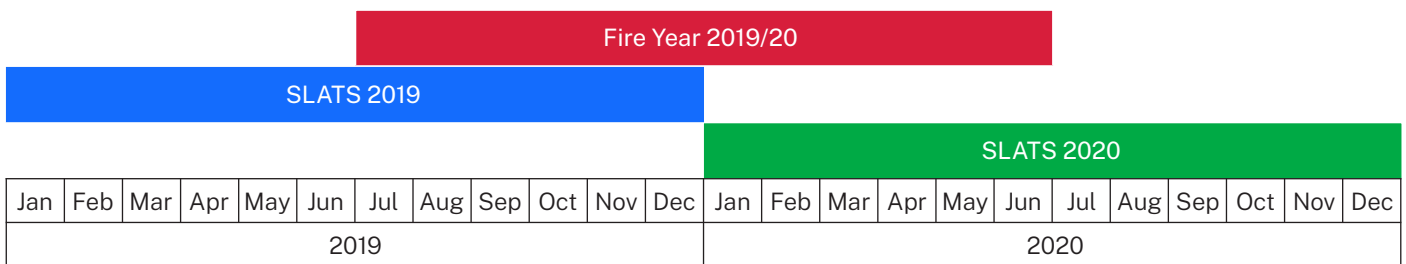 Fire Year 2019/20
SLATS 2019
SLATS 2020
Jan Feb Mar Apr May Jun Jul Aug Sep Oct Nov Dec Jan Feb Mar Apr May Jun Jul Aug Sep Oct Nov Dec
2019 2020